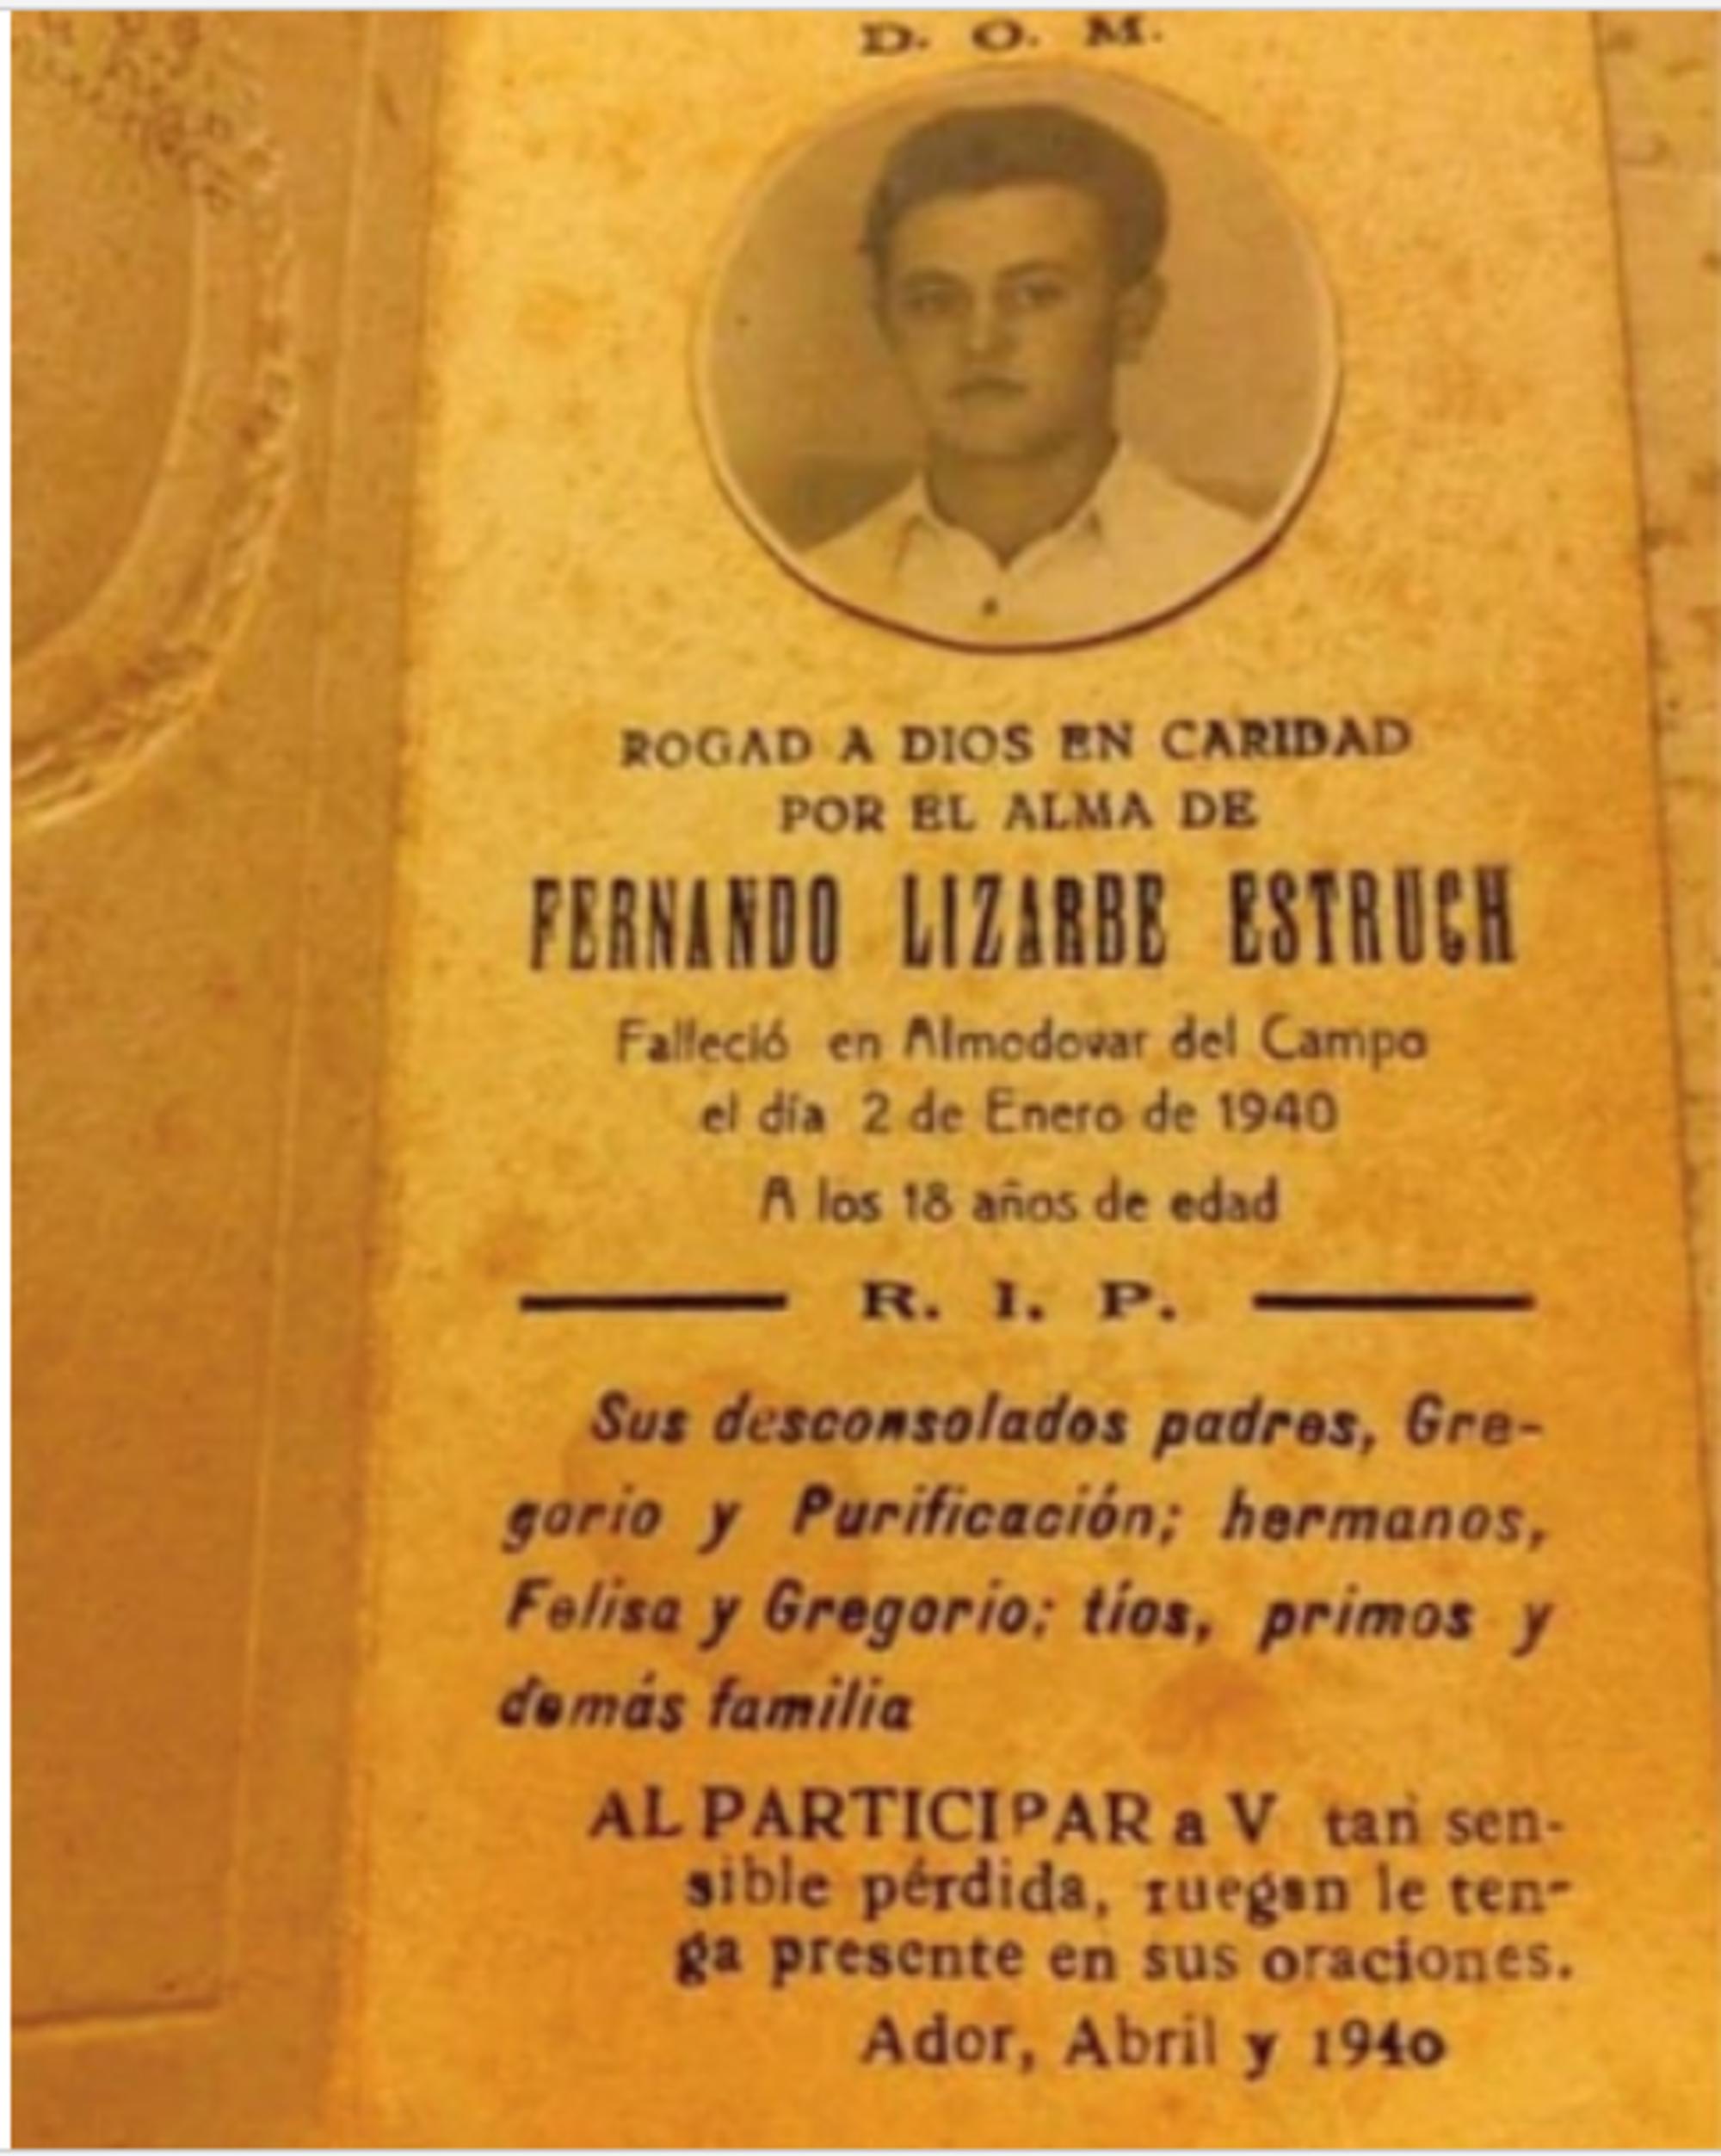 D. O. M.
ROGAD A DIOS EN CARIDAD
POR EL ALMA DE
FERNANDO LIZARBE ESTRUCH
Falleció en Almodovar del Campo
el día 2 de Enero de 1940
A los 18 años de edad
R. I. P.
Sus desconsolados padres, Gre-
gorio y Purificación; hermanos,
Felisa y Gregorio; tíos, primos y
demás familia
AL PARTICIPAR a V tan sen-
sible pérdida, ruegan le ten-
ga presente en sus oraciones.
Ador, Abril y 1940